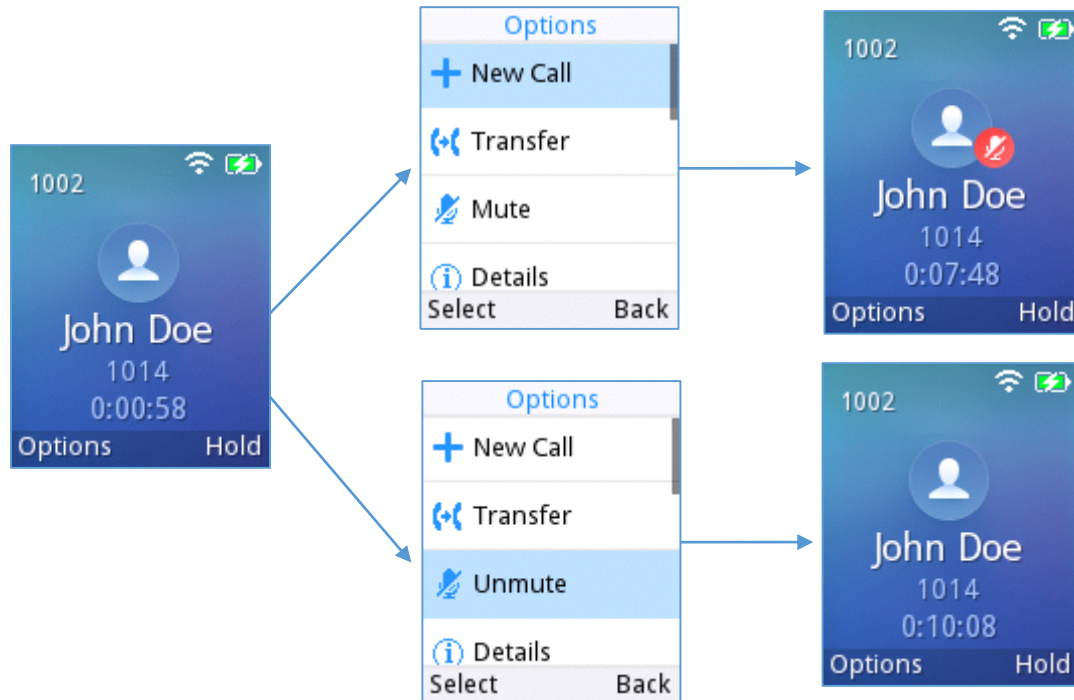 1002
John Doe
1014
0:00:58
Options Hold
Options
New Call
Transfer
Mute
Details
Select Back
1002
John Doe
1014
0:07:48
Options Hold
Options
New Call
Transfer
Unmute
Details
Select Back
1002
John Doe
1014
0:10:08
Options Hold